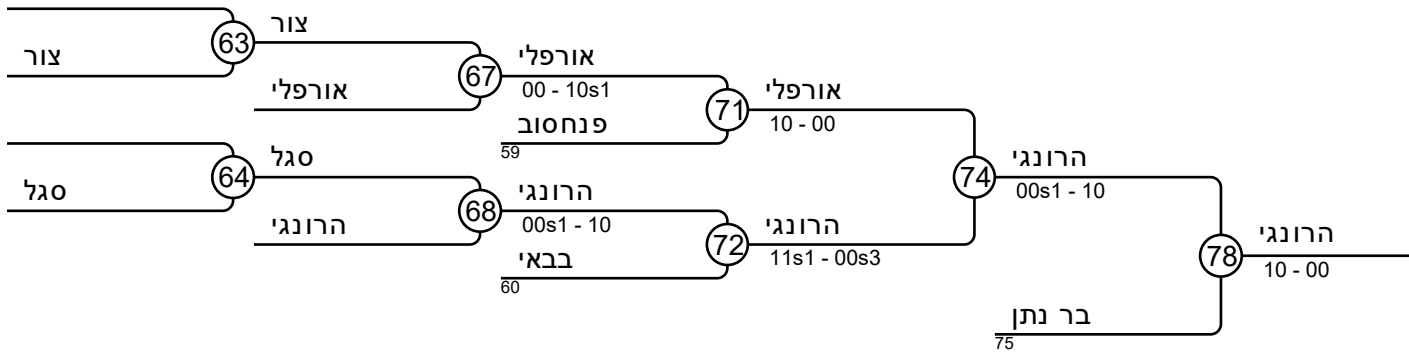 צור
63
צור
אורפלי
67
אורפלי
00 - 10s1
פנחסוב
59
71
אורפלי
10 - 00
סגל
64
סגל
הרונגי
68
הרונגי
00s1 - 10
בבאי
60
72
הרונגי
11s1 - 00s3
74
הרונגי
00s1 - 10
בר נתן
75
78
הרונגי
10 - 00